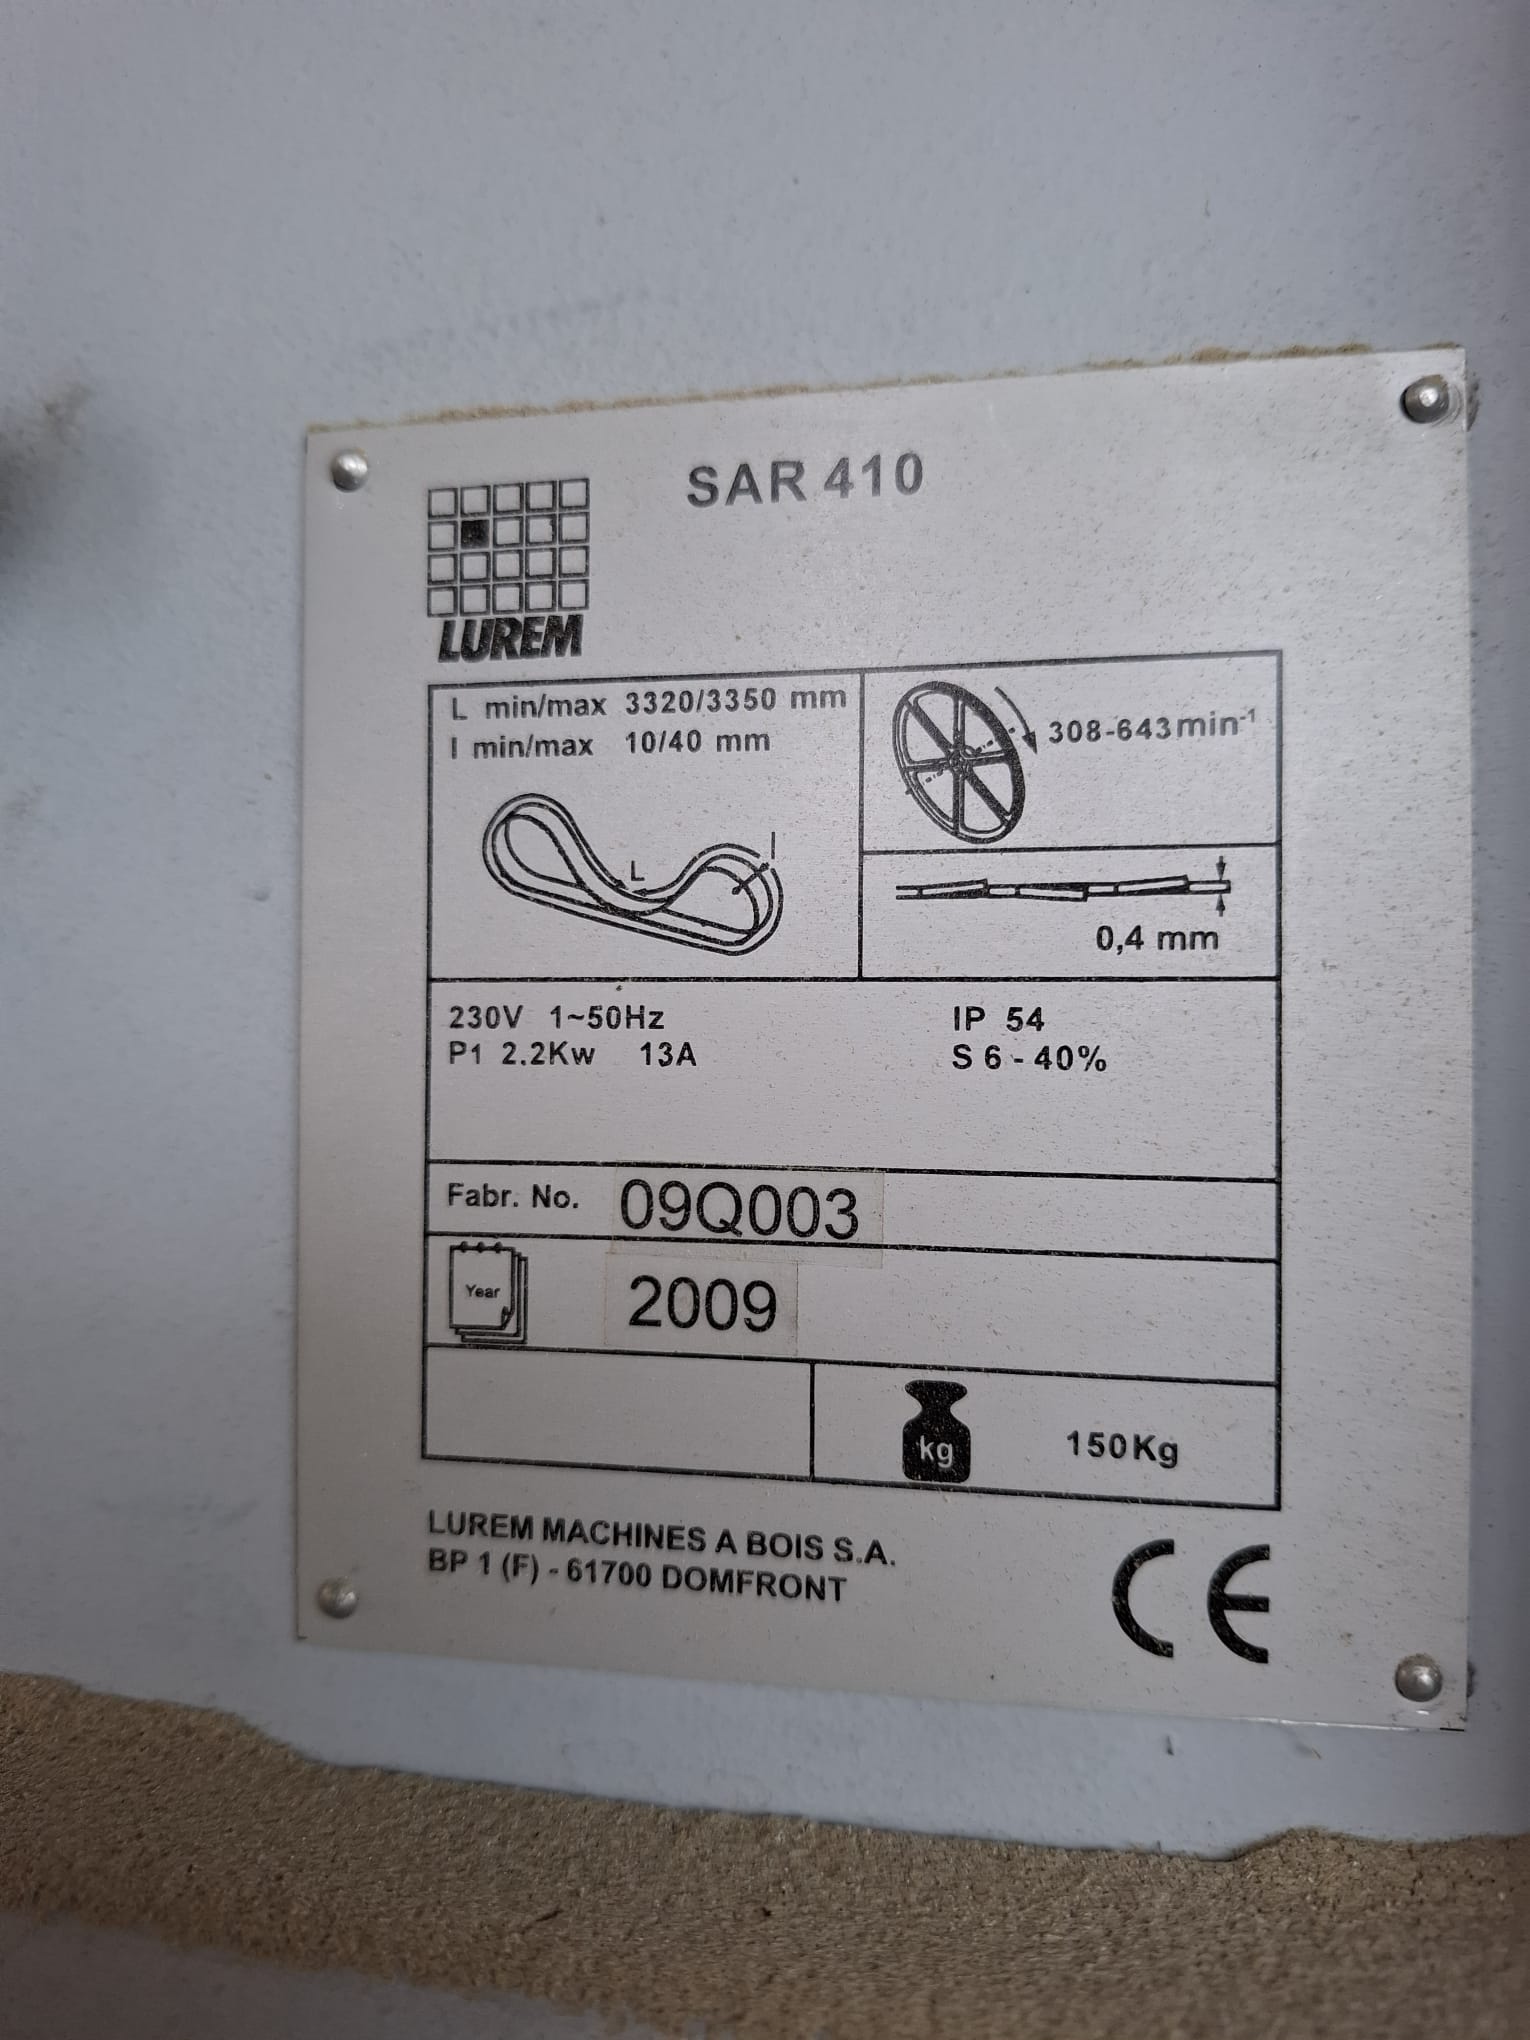 SAR 410
LUREM
L min/max 3320/3350 mm
l min/max 10/40 mm
L
l
308-643min-1
0,4 mm
230V 1~50Hz
P1 2.2Kw 13A
IP 54
S 6 - 40%
Fabr. No. 09Q003
Year 2009
kg 150Kg
LUREM MACHINES A BOIS S.A.
BP 1 (F) - 61700 DOMFRONT
CE